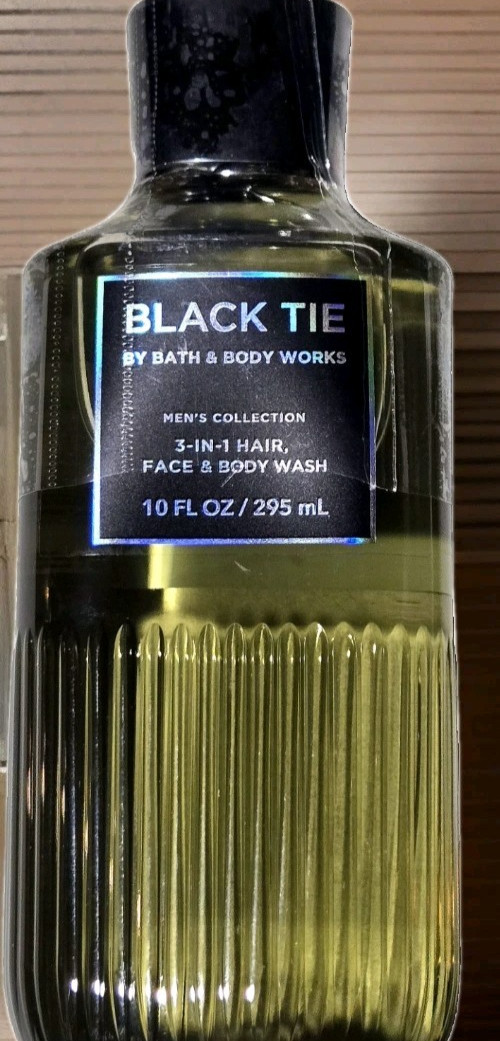 BLACK TIE
BY BATH & BODY WORKS
MEN'S COLLECTION
3-IN-1 HAIR,
FACE & BODY WASH
10 FL OZ / 295 mL